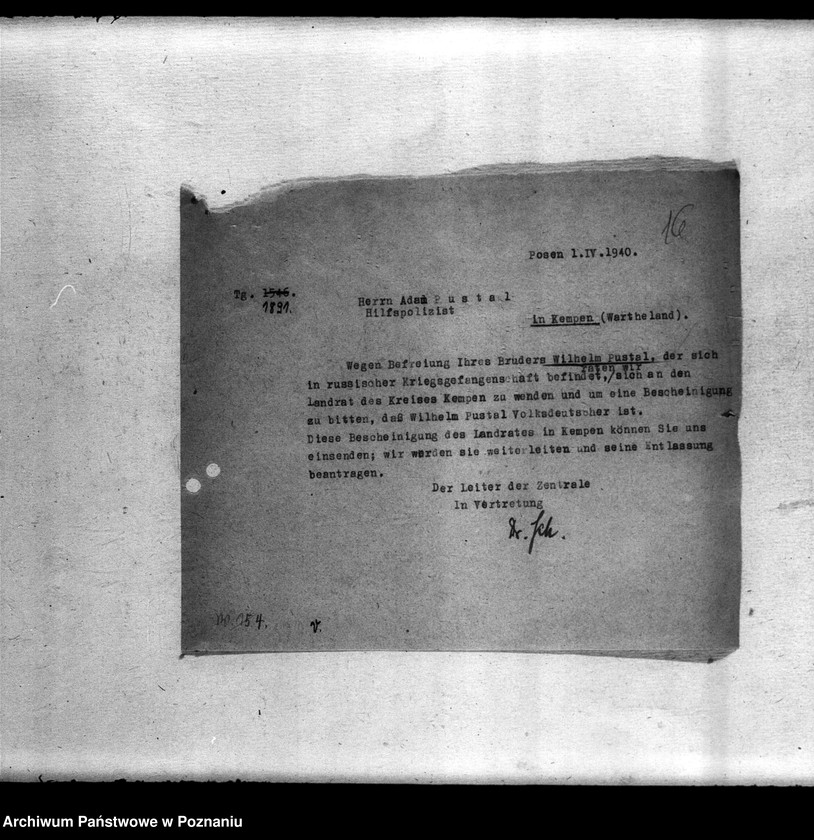 16
Posen 1.IV.1940.
Tg. 1546.
1891.
Herrn Adam P u s t a l
Hilfspolizist
in Kempen (Wartheland).
Wegen Befreiung Ihres Bruders Wilhelm Pustal, der sich
raten wir
in russischer Kriegsgefangenschaft befindet,/sich an den
Landrat des Kreises Kempen zu wenden und um eine Bescheinigung
zu bitten, daß Wilhelm Pustal Volksdeutscher ist.
Diese Bescheinigung des Landrates in Kempen können Sie uns
einsenden; wir werden sie weiterleiten und seine Entlassung
beantragen.
Der Leiter der Zentrale
In Vertretung
Dr. Sch.
54.
V.
Archiwum Państwowe w Poznaniu